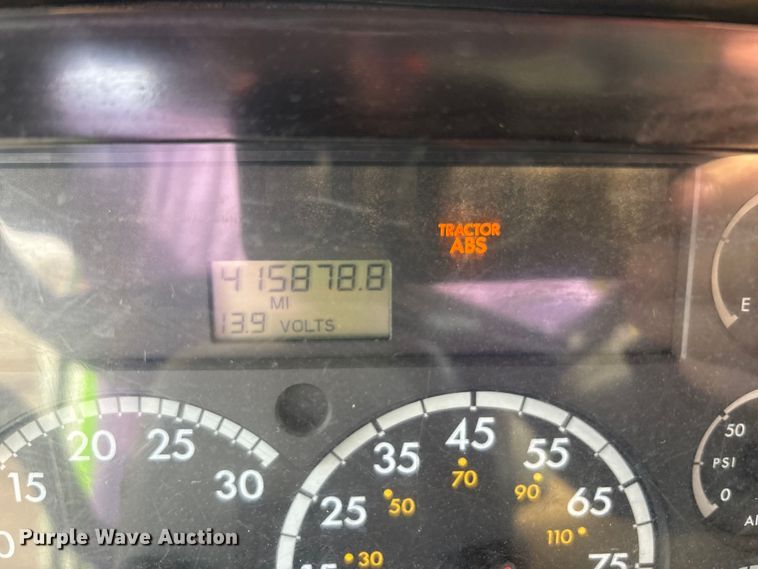 TRACTOR
ABS
415878.8
MI
13.9 VOLTS
E
15 20 25 30
25 35 45 55 65 75
30 50 70 90 110
50
PSI
0
Purple Wave Auction